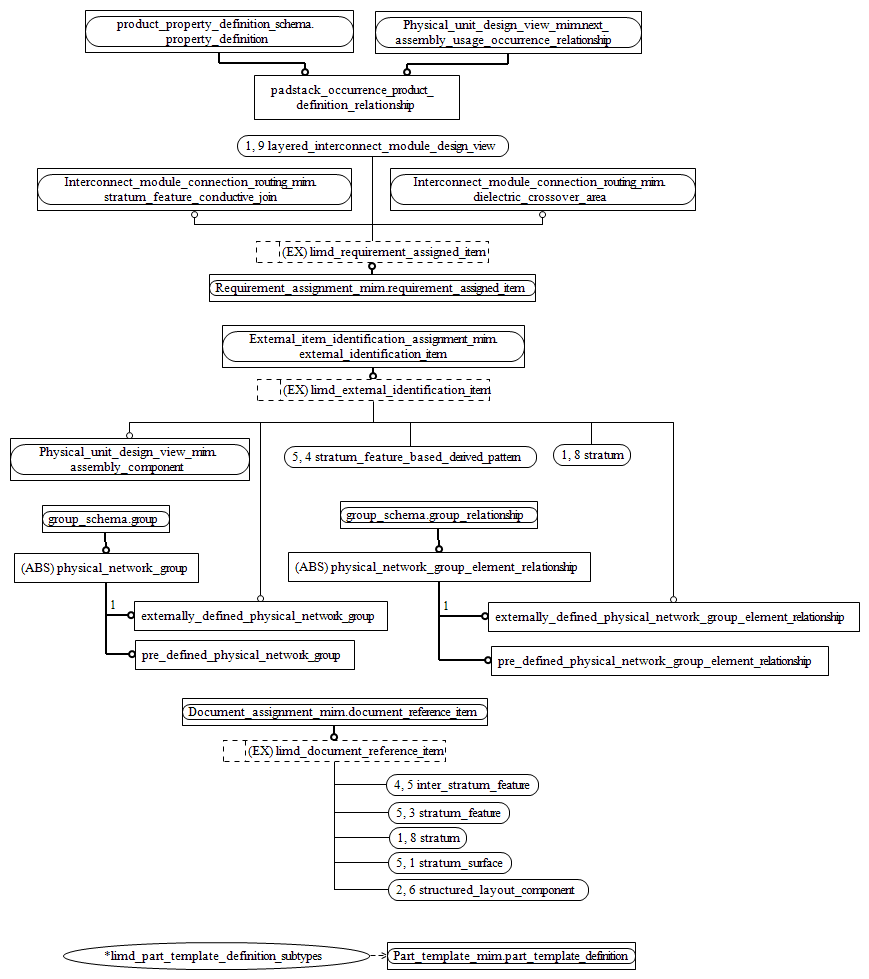 product_property_definition_schema.
property_definition
Physical_unit_design_view_mim.next_
assembly_usage_occurrence_relationship
padstack_occurrence_product_
definition_relationship
1, 9 layered_interconnect_module_design_view
Interconnect_module_connection_routing_mim.
stratum_feature_conductive_join
Interconnect_module_connection_routing_mim.
dielectric_crossover_area
(EX) limd_requirement_assigned_item
Requirement_assignment_mim.requirement_assigned_item
External_item_identification_assignment_mim.
external_identification_item
(EX) limd_external_identification_item
Physical_unit_design_view_mim.
assembly_component
5, 4 stratum_feature_based_derived_pattern
1, 8 stratum
group_schema.group
group_schema.group_relationship
(ABS) physical_network_group
(ABS) physical_network_group_element_relationship
1
externally_defined_physical_network_group
1
externally_defined_physical_network_group_element_relationship
pre_defined_physical_network_group
pre_defined_physical_network_group_element_relationship
Document_assignment_mim.document_reference_item
(EX) limd_document_reference_item
4, 5 inter_stratum_feature
5, 3 stratum_feature
1, 8 stratum
5, 1 stratum_surface
2, 6 structured_layout_component
*limd_part_template_definition_subtypes
Part_template_mim.part_template_definition